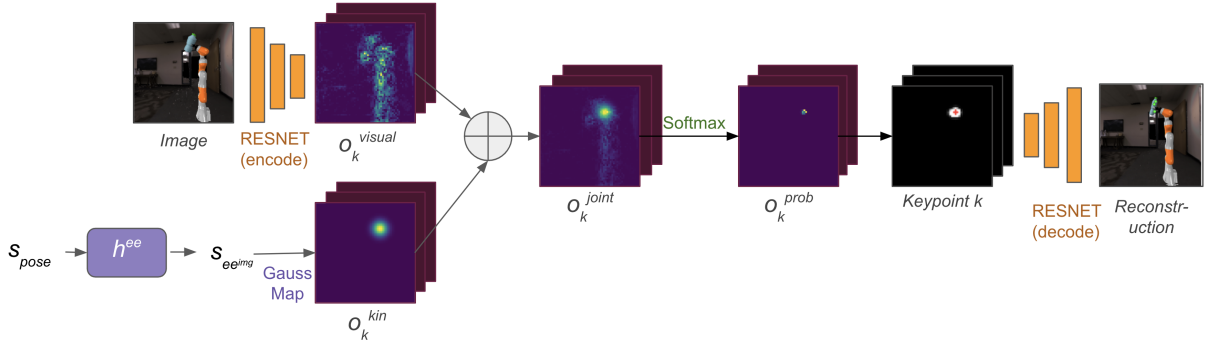 Image
RESNET
(encode)
o_k^visual
s_pose
h^ee
s_ee^img
Gauss
Map
o_k^kin
o_k^joint
Softmax
o_k^prob
Keypoint k
RESNET
(decode)
Reconstr-
uction